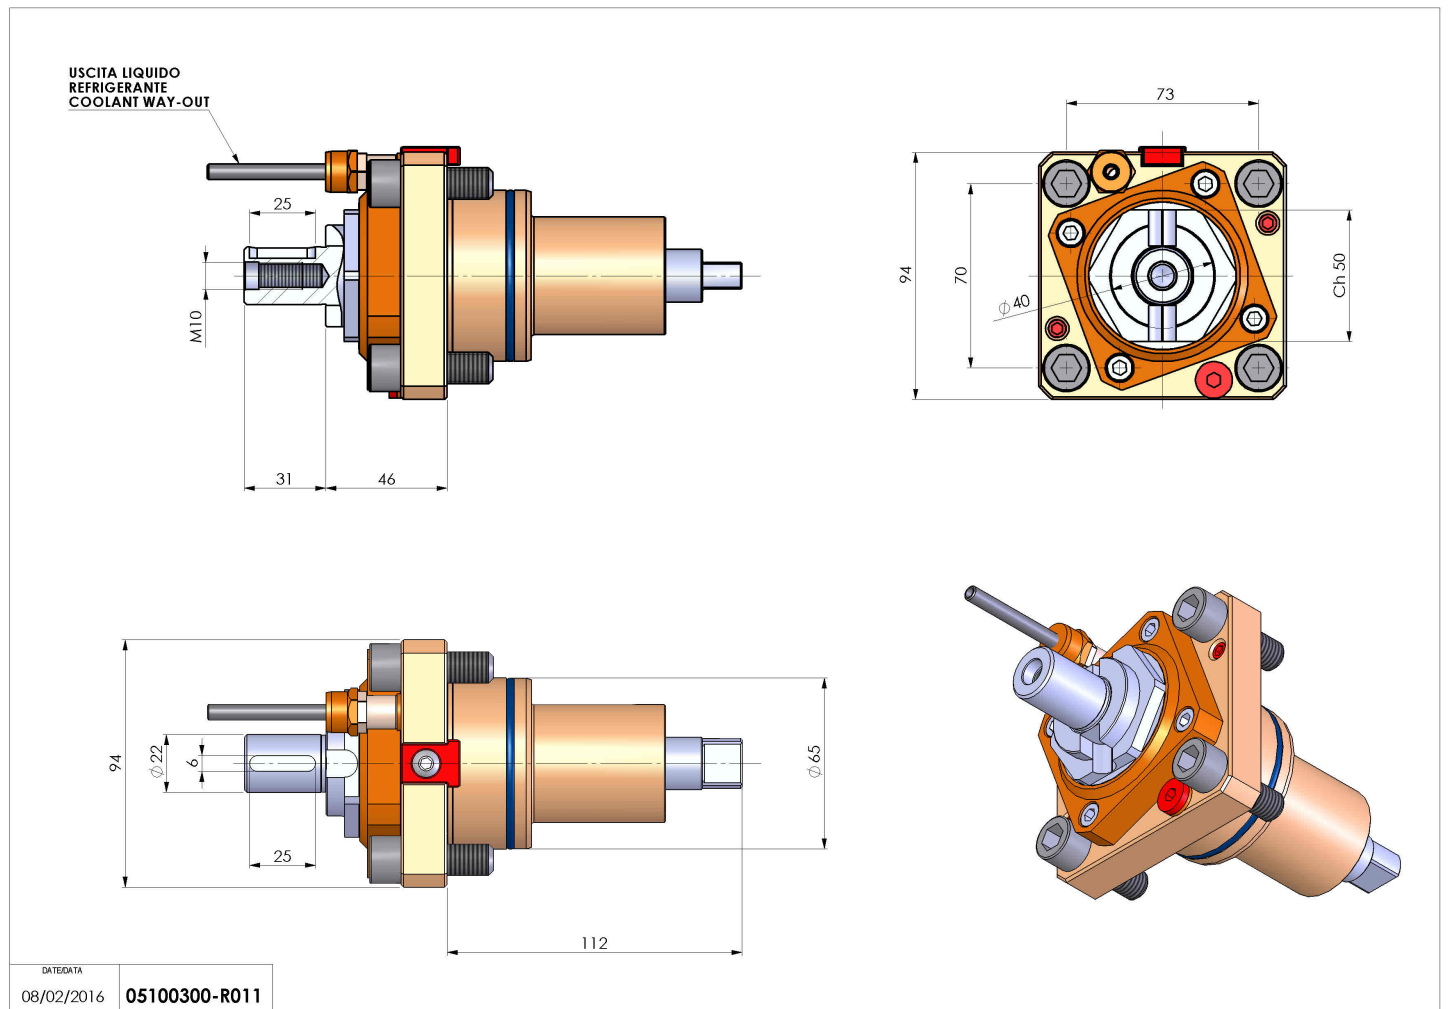 USCITA LIQUIDO
REFRIGERANTE
COOLANT WAY-OUT
25
M10
31
46
73
94
70
Ø 40
Ch 50
94
Ø 22
6
25
Ø 65
112
DATE/DATA
08/02/2016
05100300-R011